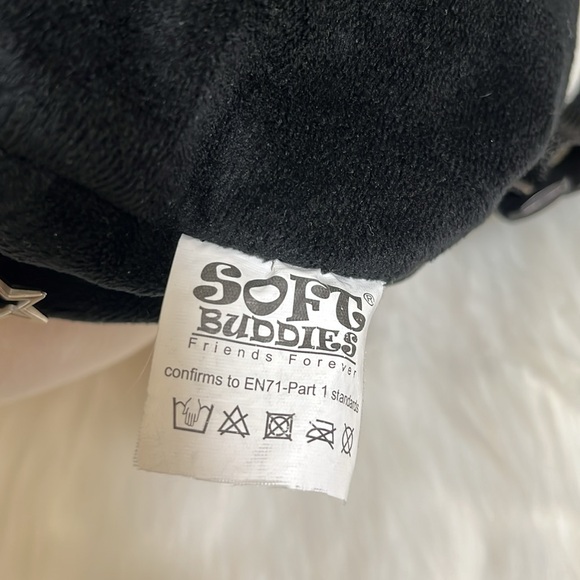 SOFT®
BUDDIES
Friends Forever
confirms to EN71-Part 1 standards